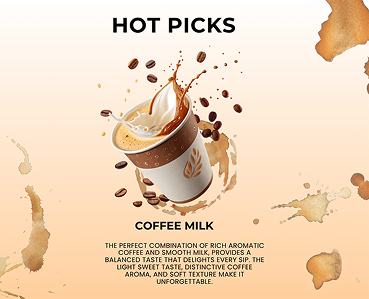 HOT PICKS
COFFEE MILK
THE PERFECT COMBINATION OF RICH AROMATIC
COFFEE AND SMOOTH MILK, PROVIDES A
BALANCED TASTE THAT DELIGHTS EVERY SIP. THE
LIGHT SWEET TASTE, DISTINCTIVE COFFEE
AROMA, AND SOFT TEXTURE MAKE IT
UNFORGETTABLE.